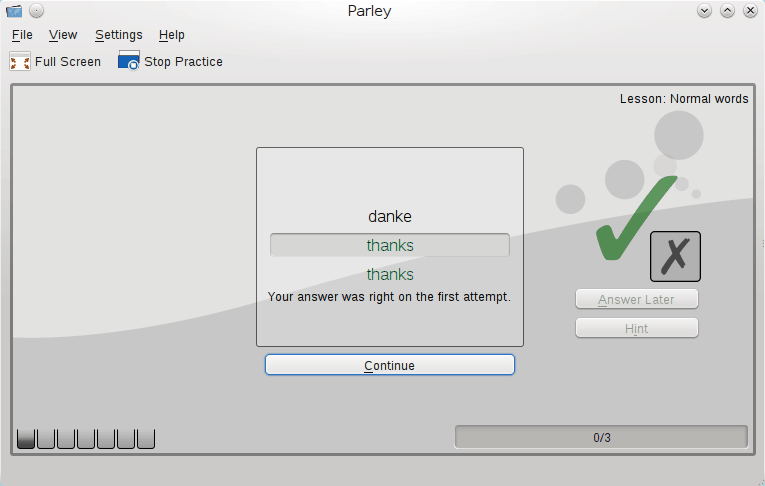 Parley
File View Settings Help
Full Screen Stop Practice
Lesson: Normal words
danke
thanks
thanks
Your answer was right on the first attempt.
Answer Later
Hint
Continue
0/3